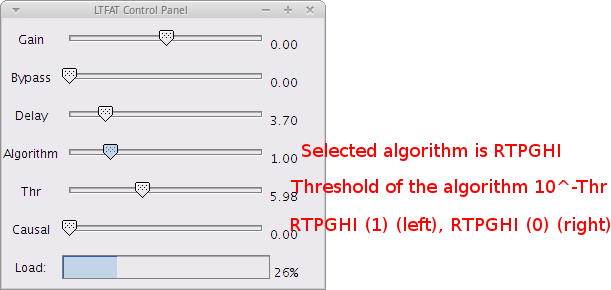 LTFAT Control Panel
Gain 0.00
Bypass 0.00
Delay 3.70
Algorithm 1.00 Selected algorithm is RTPGHI
Thr 5.98 Threshold of the algorithm 10^-Thr
Causal 0.00 RTPGHI (1) (left), RTPGHI (0) (right)
Load: 26%